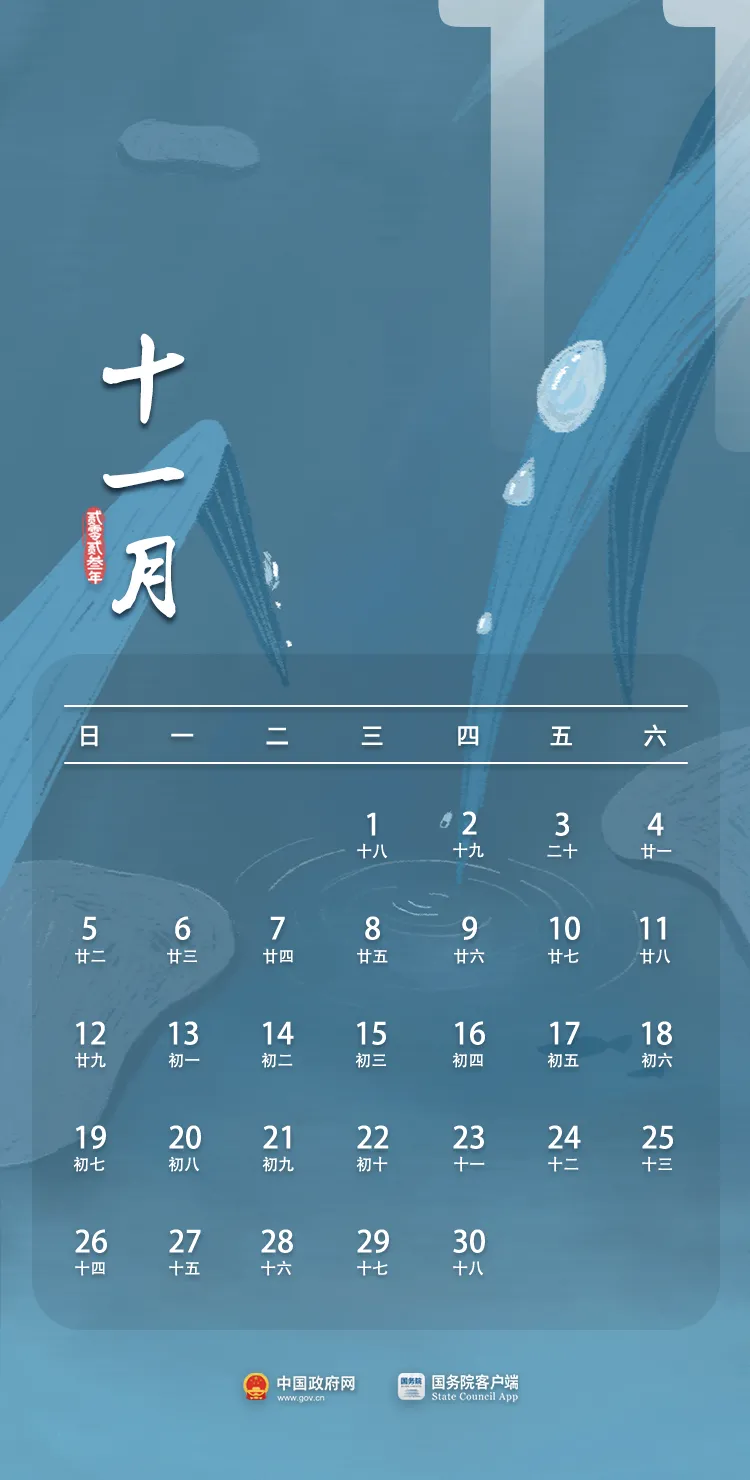 11
十一月
贰零贰叁年
日 一 二 三 四 五 六
1 2 3 4
十八 十九 二十 廿一
5 6 7 8 9 10 11
廿二 廿三 廿四 廿五 廿六 廿七 廿八
12 13 14 15 16 17 18
廿九 初一 初二 初三 初四 初五 初六
19 20 21 22 23 24 25
初七 初八 初九 初十 十一 十二 十三
26 27 28 29 30
十四 十五 十六 十七 十八
中国政府网
www.gov.cn
国务院
国务院客户端
State Council App